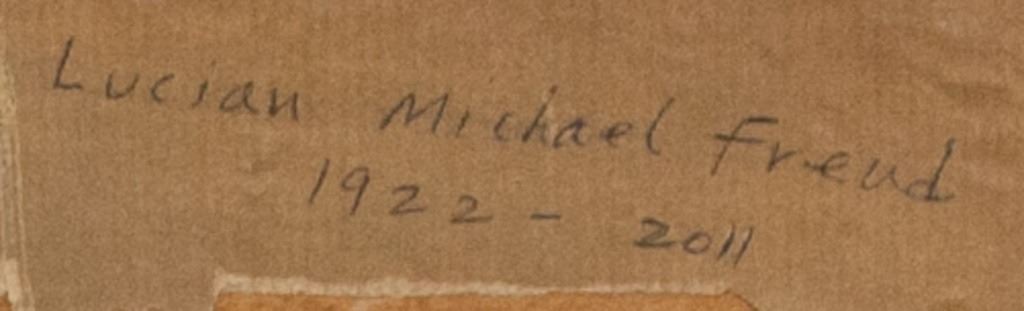 Lucian Michael Freud
1922 - 2011